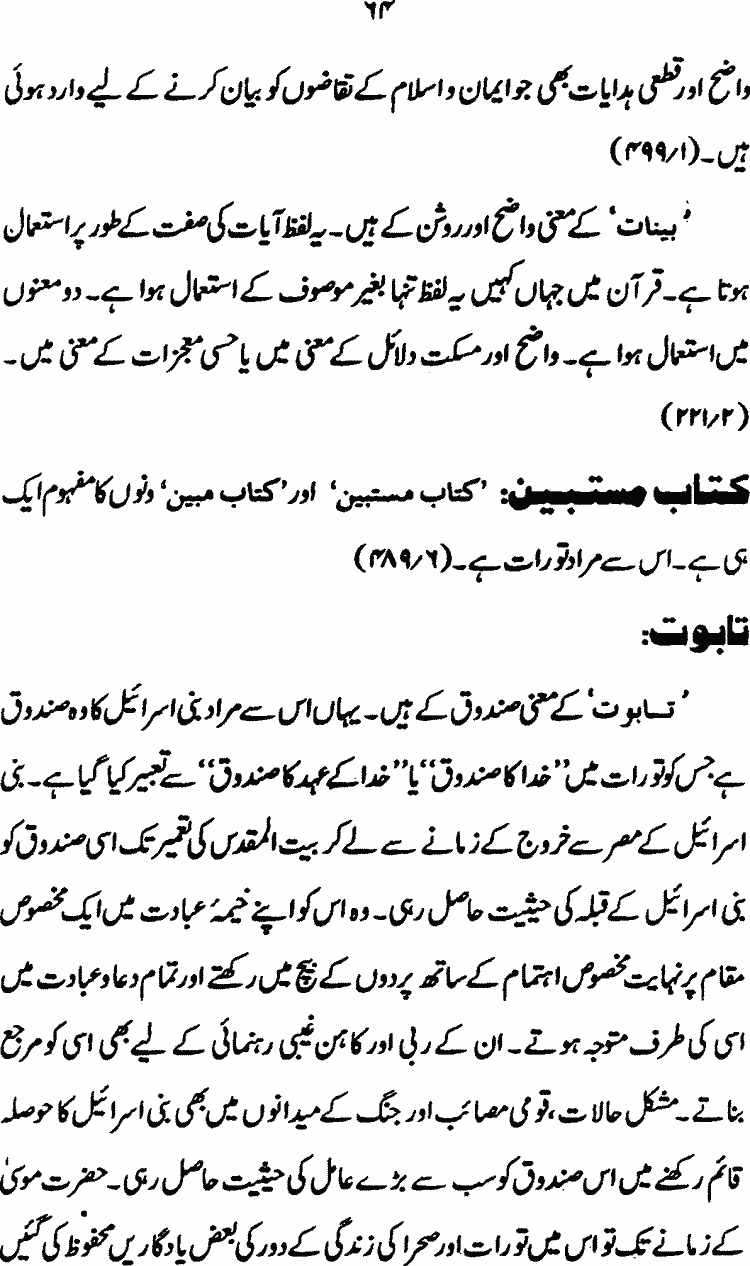 ۶۴
واضح اور قطعی ہدایات بھی جو ایمان و اسلام کے تقاضوں کو بیان کرنے کے لیے وارد ہوئی
ہیں۔ (۴۹۹/۱)
’بینات‘ کے معنی واضح اور روشن کے ہیں۔ یہ لفظ آیات کی صفت کے طور پر استعمال
ہوتا ہے۔ قرآن میں جہاں کہیں یہ لفظ تنہا بغیر موصوف کے استعمال ہوا ہے۔ دو معنوں
میں استعمال ہوا ہے۔ واضح اور مسکت دلائل کے معنی میں یا حسی معجزات کے معنی میں۔
(۲۲۱/۲)
کتاب مستبین: ’کتاب مستبین‘ اور ’کتاب مبین‘ ونوں کا مفہوم ایک
ہی ہے۔ اس سے مراد تورات ہے۔ (۴۸۹/۶)
تابوت:
’تابوت‘ کے معنی صندوق کے ہیں۔ یہاں اس سے مراد بنی اسرائیل کا وہ صندوق
ہے جس کو تورات میں ”خدا کا صندوق“ یا ”خدا کے عہد کا صندوق“ سے تعبیر کیا گیا ہے۔ بنی
اسرائیل کے مصر سے خروج کے زمانے سے لے کر بیت المقدس کی تعمیر تک اسی صندوق کو
بنی اسرائیل کے قبلہ کی حیثیت حاصل رہی۔ وہ اس کو اپنے خیمۂ عبادت میں ایک مخصوص
مقام پر نہایت مخصوص اہتمام کے ساتھ پردوں کے بیچ میں رکھتے اور تمام دعا و عبادت میں
اسی کی طرف متوجہ ہوتے۔ ان کے ربی اور کاہن غیبی رہنمائی کے لیے بھی اسی کو مرجع
بناتے۔ مشکل حالات، قومی مصائب اور جنگ کے میدانوں میں بھی بنی اسرائیل کا حوصلہ
قائم رکھنے میں اس صندوق کو سب سے بڑے عامل کی حیثیت حاصل رہی۔ حضرت موسیٰ
کے زمانے تک تو اس میں تورات اور صحرا کی زندگی کے دور کی بعض یادگاریں محفوظ کی گئیں